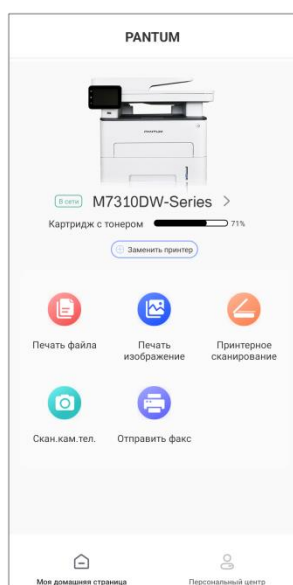 PANTUM
В сети M7310DW-Series >
Картридж с тонером 71%
Заменить принтер
Печать файла
Печать
изображение
Принтерное
сканирование
Скан.кам.тел.
Отправить факс
Моя домашняя страница
Персональный центр